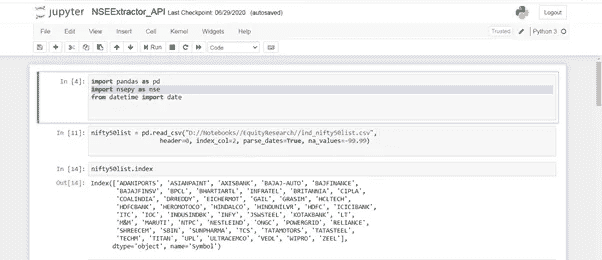 jupyter NSEExtractor_API Last Checkpoint: 06/29/2020 (autosaved)
Logout
File Edit View Insert Cell Kernel Widgets Help
Trusted Python 3
Run Code
In [4]: import pandas as pd
import nsepy as nse
from datetime import date
In [11]: nifty50list = pd.read_csv("D://Notebooks//EquityResearch//ind_nifty50list.csv",
header=0, index_col=2, parse_dates=True, na_values=-99.99)
In [14]: nifty50list.index
Out[14]: Index(['ADANIPORTS', 'ASIANPAINT', 'AXISBANK', 'BAJAJ-AUTO', 'BAJFINANCE',
'BAJAJFINSV', 'BPCL', 'BHARTIARTL', 'INFRATEL', 'BRITANNIA', 'CIPLA',
'COALINDIA', 'DRREDDY', 'EICHERMOT', 'GAIL', 'GRASIM', 'HCLTECH',
'HDFCBANK', 'HEROMOTOCO', 'HINDALCO', 'HINDUNILVR', 'HDFC', 'ICICIBANK',
'ITC', 'IOC', 'INDUSINDBK', 'INFY', 'JSWSTEEL', 'KOTAKBANK', 'LT',
'M&M', 'MARUTI', 'NTPC', 'NESTLEIND', 'ONGC', 'POWERGRID', 'RELIANCE',
'SHREECEM', 'SBIN', 'SUNPHARMA', 'TCS', 'TATAMOTORS', 'TATASTEEL',
'TECHM', 'TITAN', 'UPL', 'ULTRACEMCO', 'VEDL', 'WIPRO', 'ZEEL'],
dtype='object', name='Symbol')